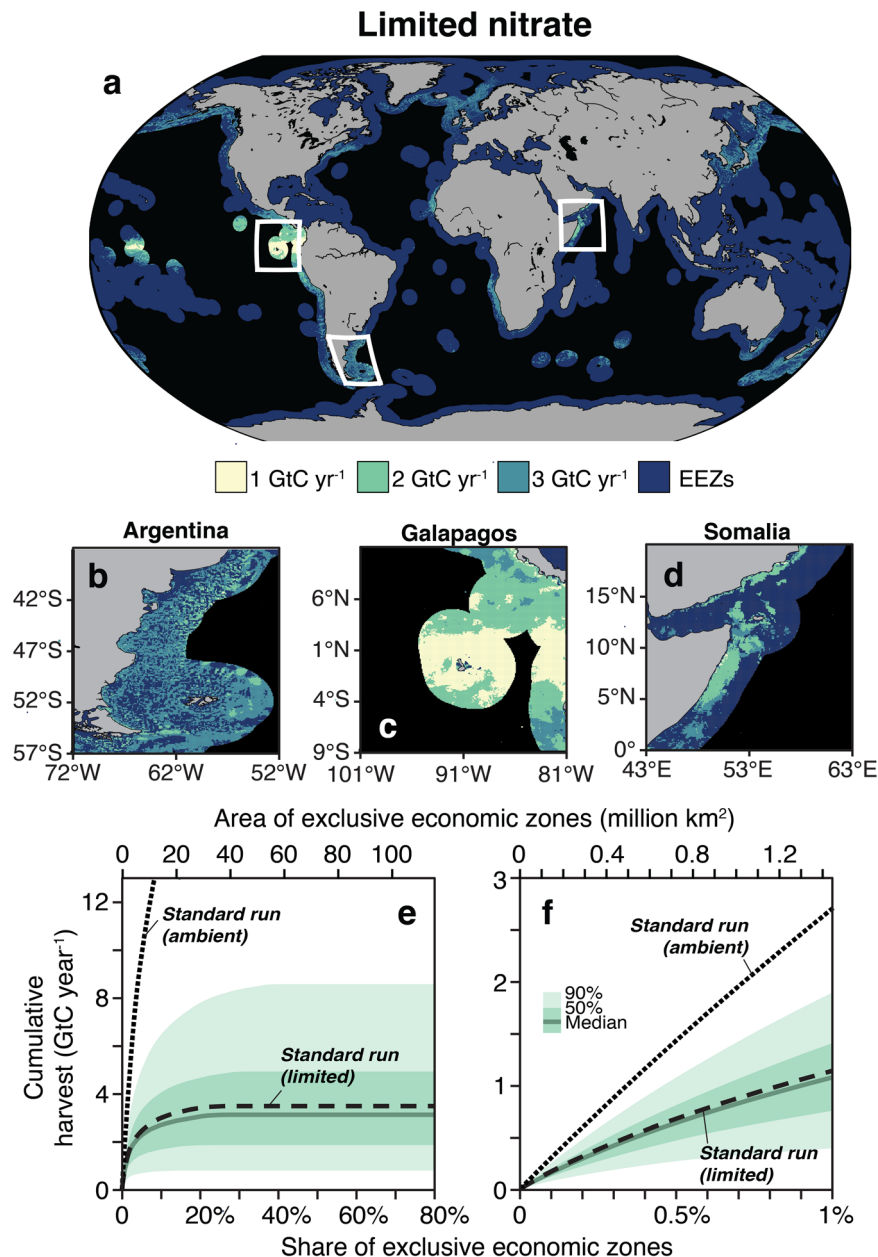 Limited nitrate
a
1 GtC yr⁻¹ 2 GtC yr⁻¹ 3 GtC yr⁻¹ EEZs
Argentina
b
42°S
47°S
52°S
57°S
72°W 62°W 52°W
Galapagos
c
6°N
1°N
4°S
9°S
101°W 91°W 81°W
Somalia
d
15°N
10°N
5°N
0°
43°E 53°E 63°E
Area of exclusive economic zones (million km²)
0 20 40 60 80 100
e
Standard run
(ambient)
Standard run
(limited)
12
8
4
0
Cumulative
harvest (GtC year⁻¹)
0 20% 40% 60% 80%
0 0.4 0.8 1.2
f
Standard run
(ambient)
90%
50%
Median
Standard run
(limited)
3
2
1
0
0 0.5% 1%
Share of exclusive economic zones